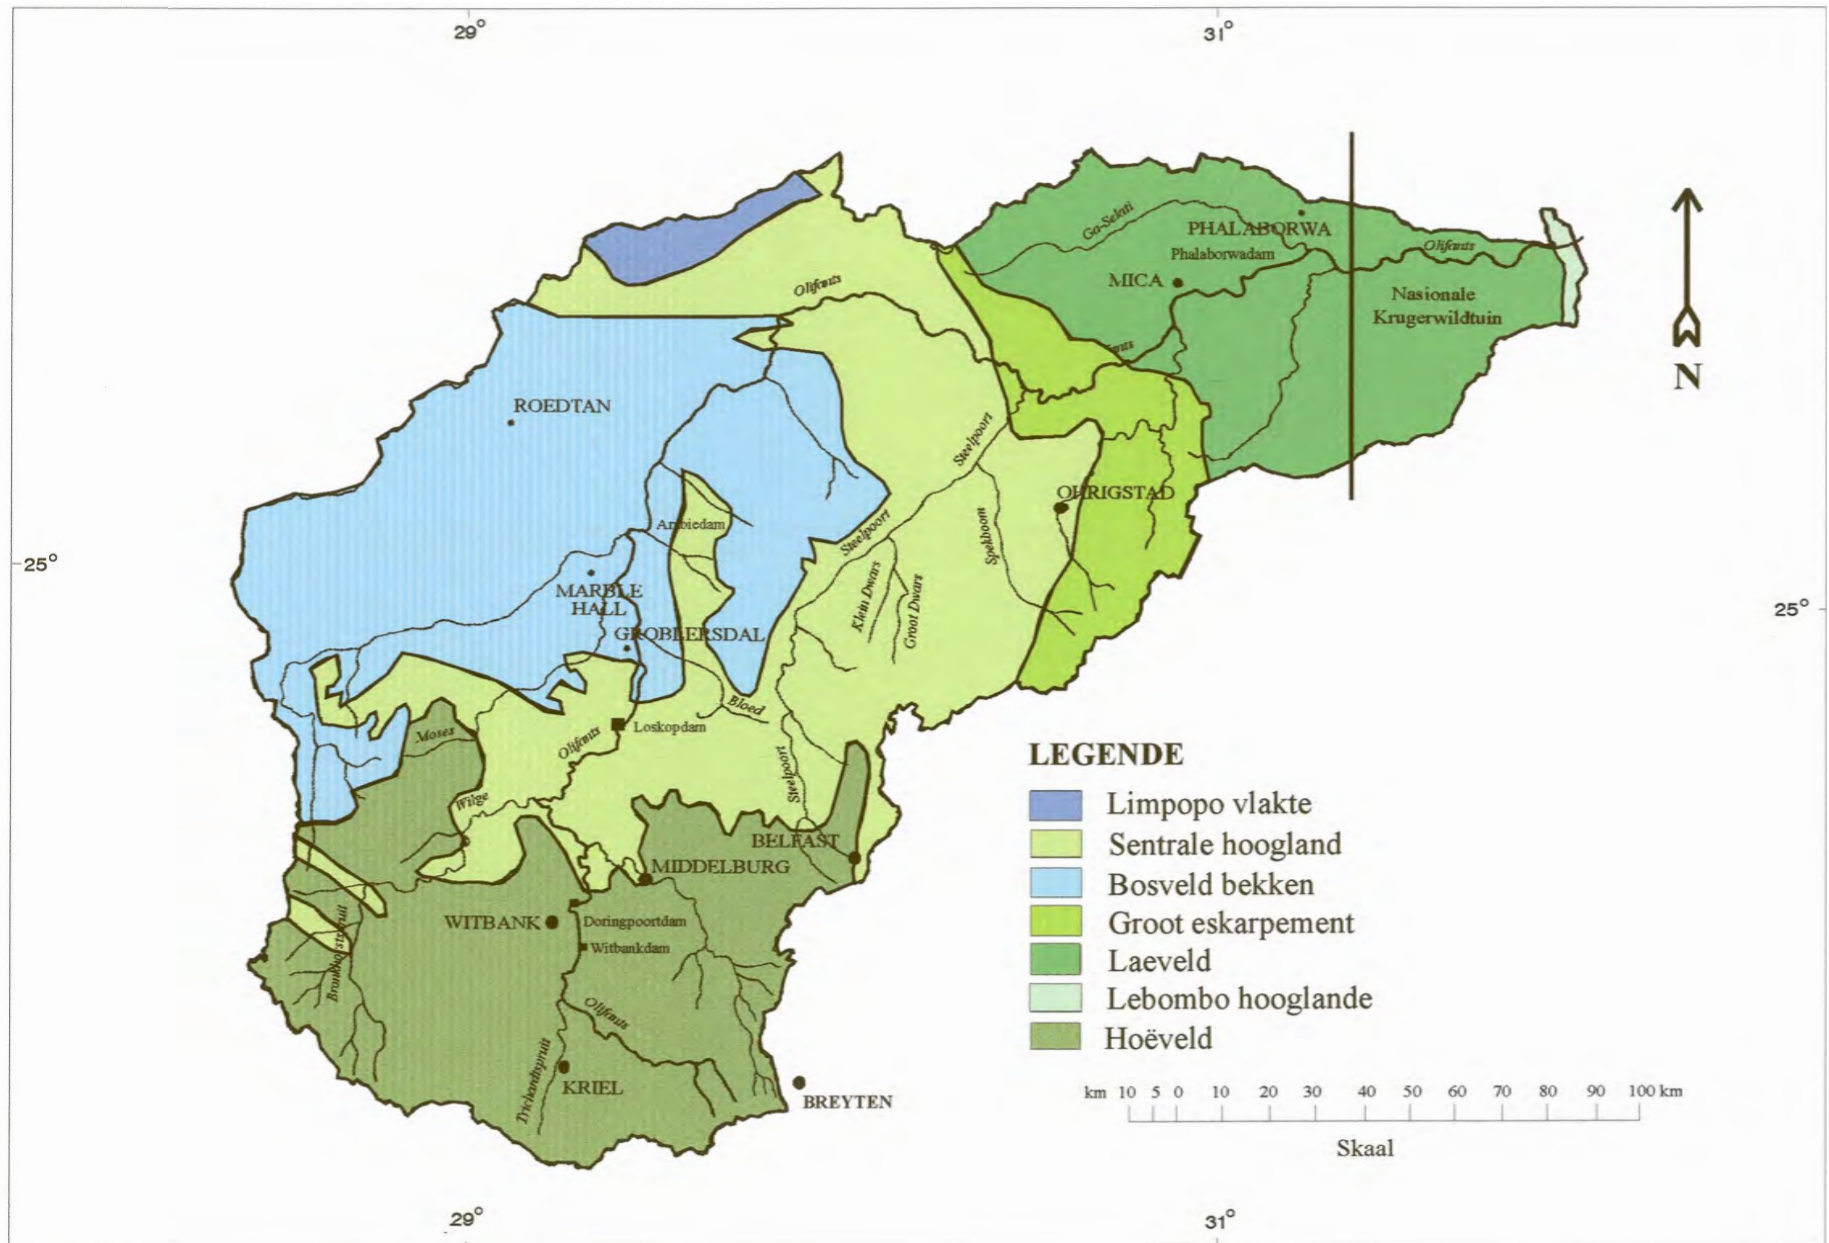 29°
31°
Ga-Selati
PHALABORWA
Phalaborwadam
Olifants
MICA
Olifants
Nasionale
Krugerwildtuin
N
ROEDTAN
Steelpoort
OHRIGSTAD
Arabiedam
Steelpoort
Spekboom
25°
MARBLE
HALL
Klein Dwars
Groot Dwars
25°
GROBLERSDAL
Bloed
Moses
Olifants
Loskopdam
Steelpoort
Wilge
BELFAST
MIDDELBURG
WITBANK
Doringpoortdam
Witbankdam
Bronkhorstspruit
Olifants
Trichardtspruit
KRIEL
BREYTEN
LEGENDE
Limpopo vlakte
Sentrale hoogland
Bosveld bekken
Groot eskarpement
Laeveld
Lebombo hooglande
Hoëveld
km 10 5 0 10 20 30 40 50 60 70 80 90 100 km
Skaal
29°
31°